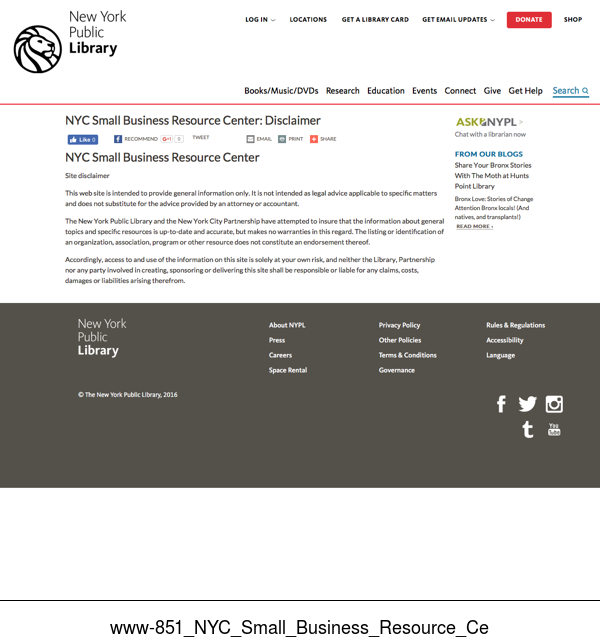 New York
Public
Library
LOG IN
LOCATIONS
GET A LIBRARY CARD
GET EMAIL UPDATES
DONATE
SHOP
Books/Music/DVDs Research Education Events Connect Give Get Help Search
NYC Small Business Resource Center: Disclaimer
Like 0
RECOMMEND
G+1 0
TWEET
EMAIL
PRINT
SHARE
NYC Small Business Resource Center
Site disclaimer
This web site is intended to provide general information only. It is not intended as legal advice applicable to specific matters
and does not substitute for the advice provided by an attorney or accountant.
The New York Public Library and the New York City Partnership have attempted to insure that the information about general
topics and specific resources is up-to-date and accurate, but makes no warranties in this regard. The listing or identification of
an organization, association, program or other resource does not constitute an endorsement thereof.
Accordingly, access to and use of the information on this site is solely at your own risk, and neither the Library, Partnership
nor any party involved in creating, sponsoring or delivering this site shall be responsible or liable for any claims, costs,
damages or liabilities arising therefrom.
ASK NYPL >
Chat with a librarian now
FROM OUR BLOGS
Share Your Bronx Stories
With The Moth at Hunts
Point Library
Bronx Love: Stories of Change
Attention Bronx locals! (And
natives, and transplants!)
READ MORE ›
New York
Public
Library
About NYPL
Press
Careers
Space Rental
Privacy Policy
Other Policies
Terms & Conditions
Governance
Rules & Regulations
Accessibility
Language
© The New York Public Library, 2016
You
Tube
www-851_NYC_Small_Business_Resource_Ce